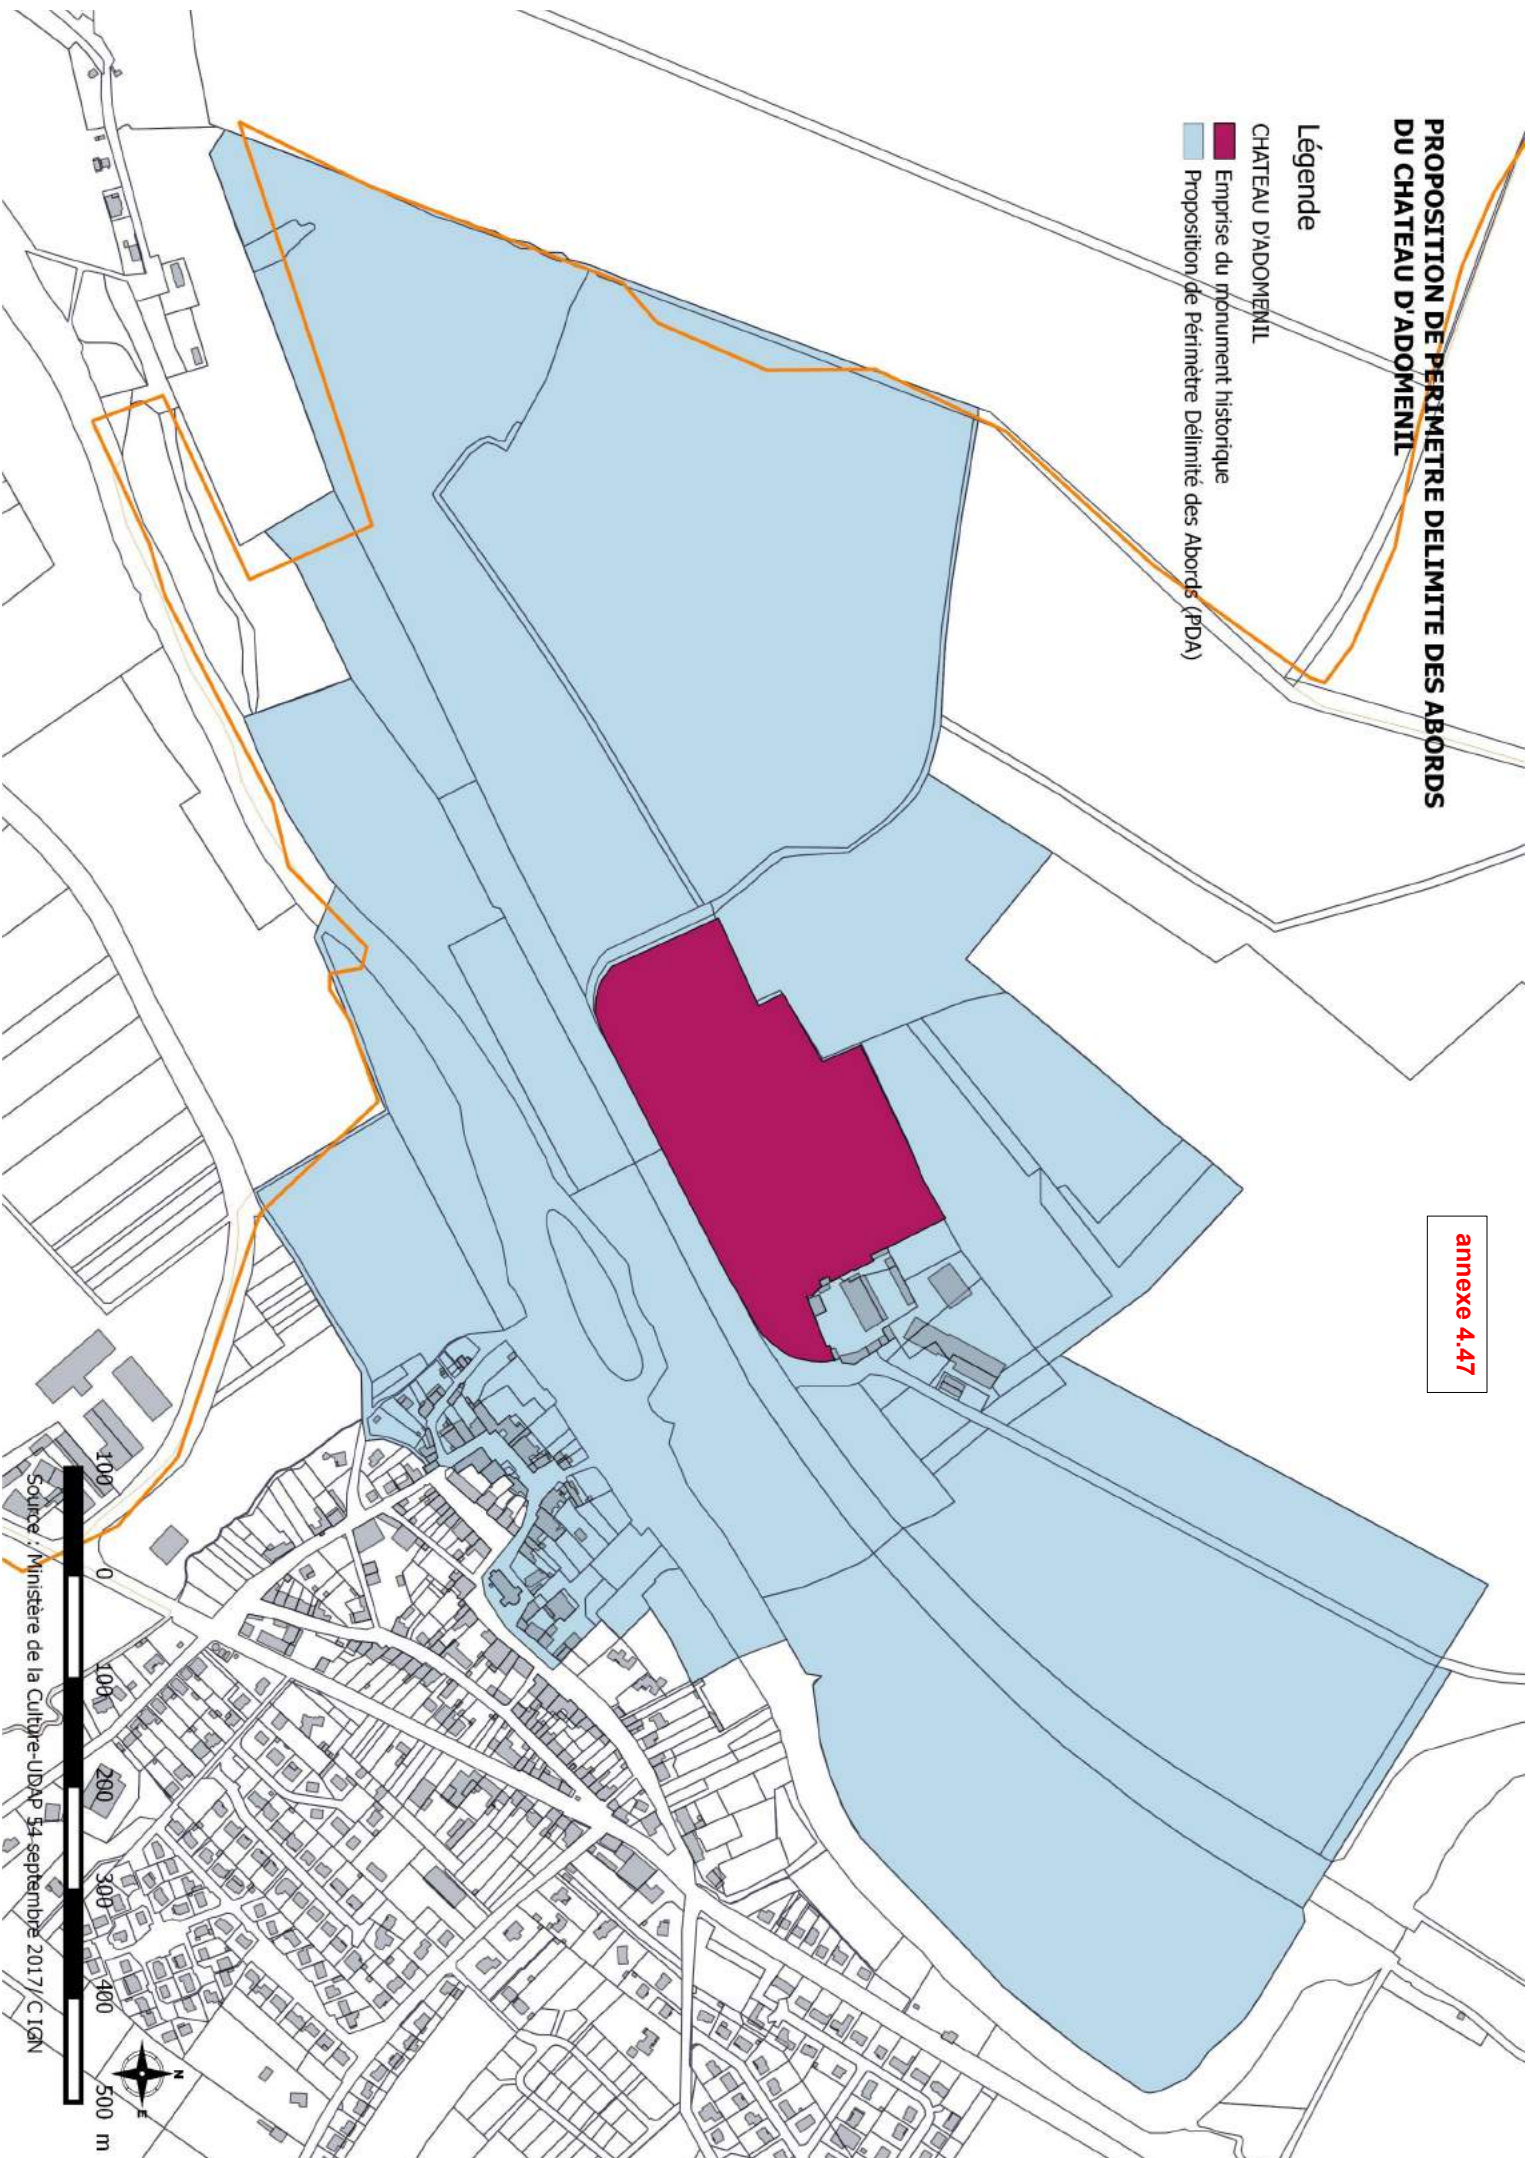 PROPOSITION DE PERIMETRE DELIMITE DES ABORDS
DU CHATEAU D'ADOMENIL
annexe 4.47
Légende
CHATEAU D'ADOMENIL
Emprise du monument historique
Proposition de Périmètre Délimité des Abords (PDA)
N
E
100 0 100 200 300 400 500 m
Source : Ministère de la Culture-UDAP 54 septembre 2017/ C IGN